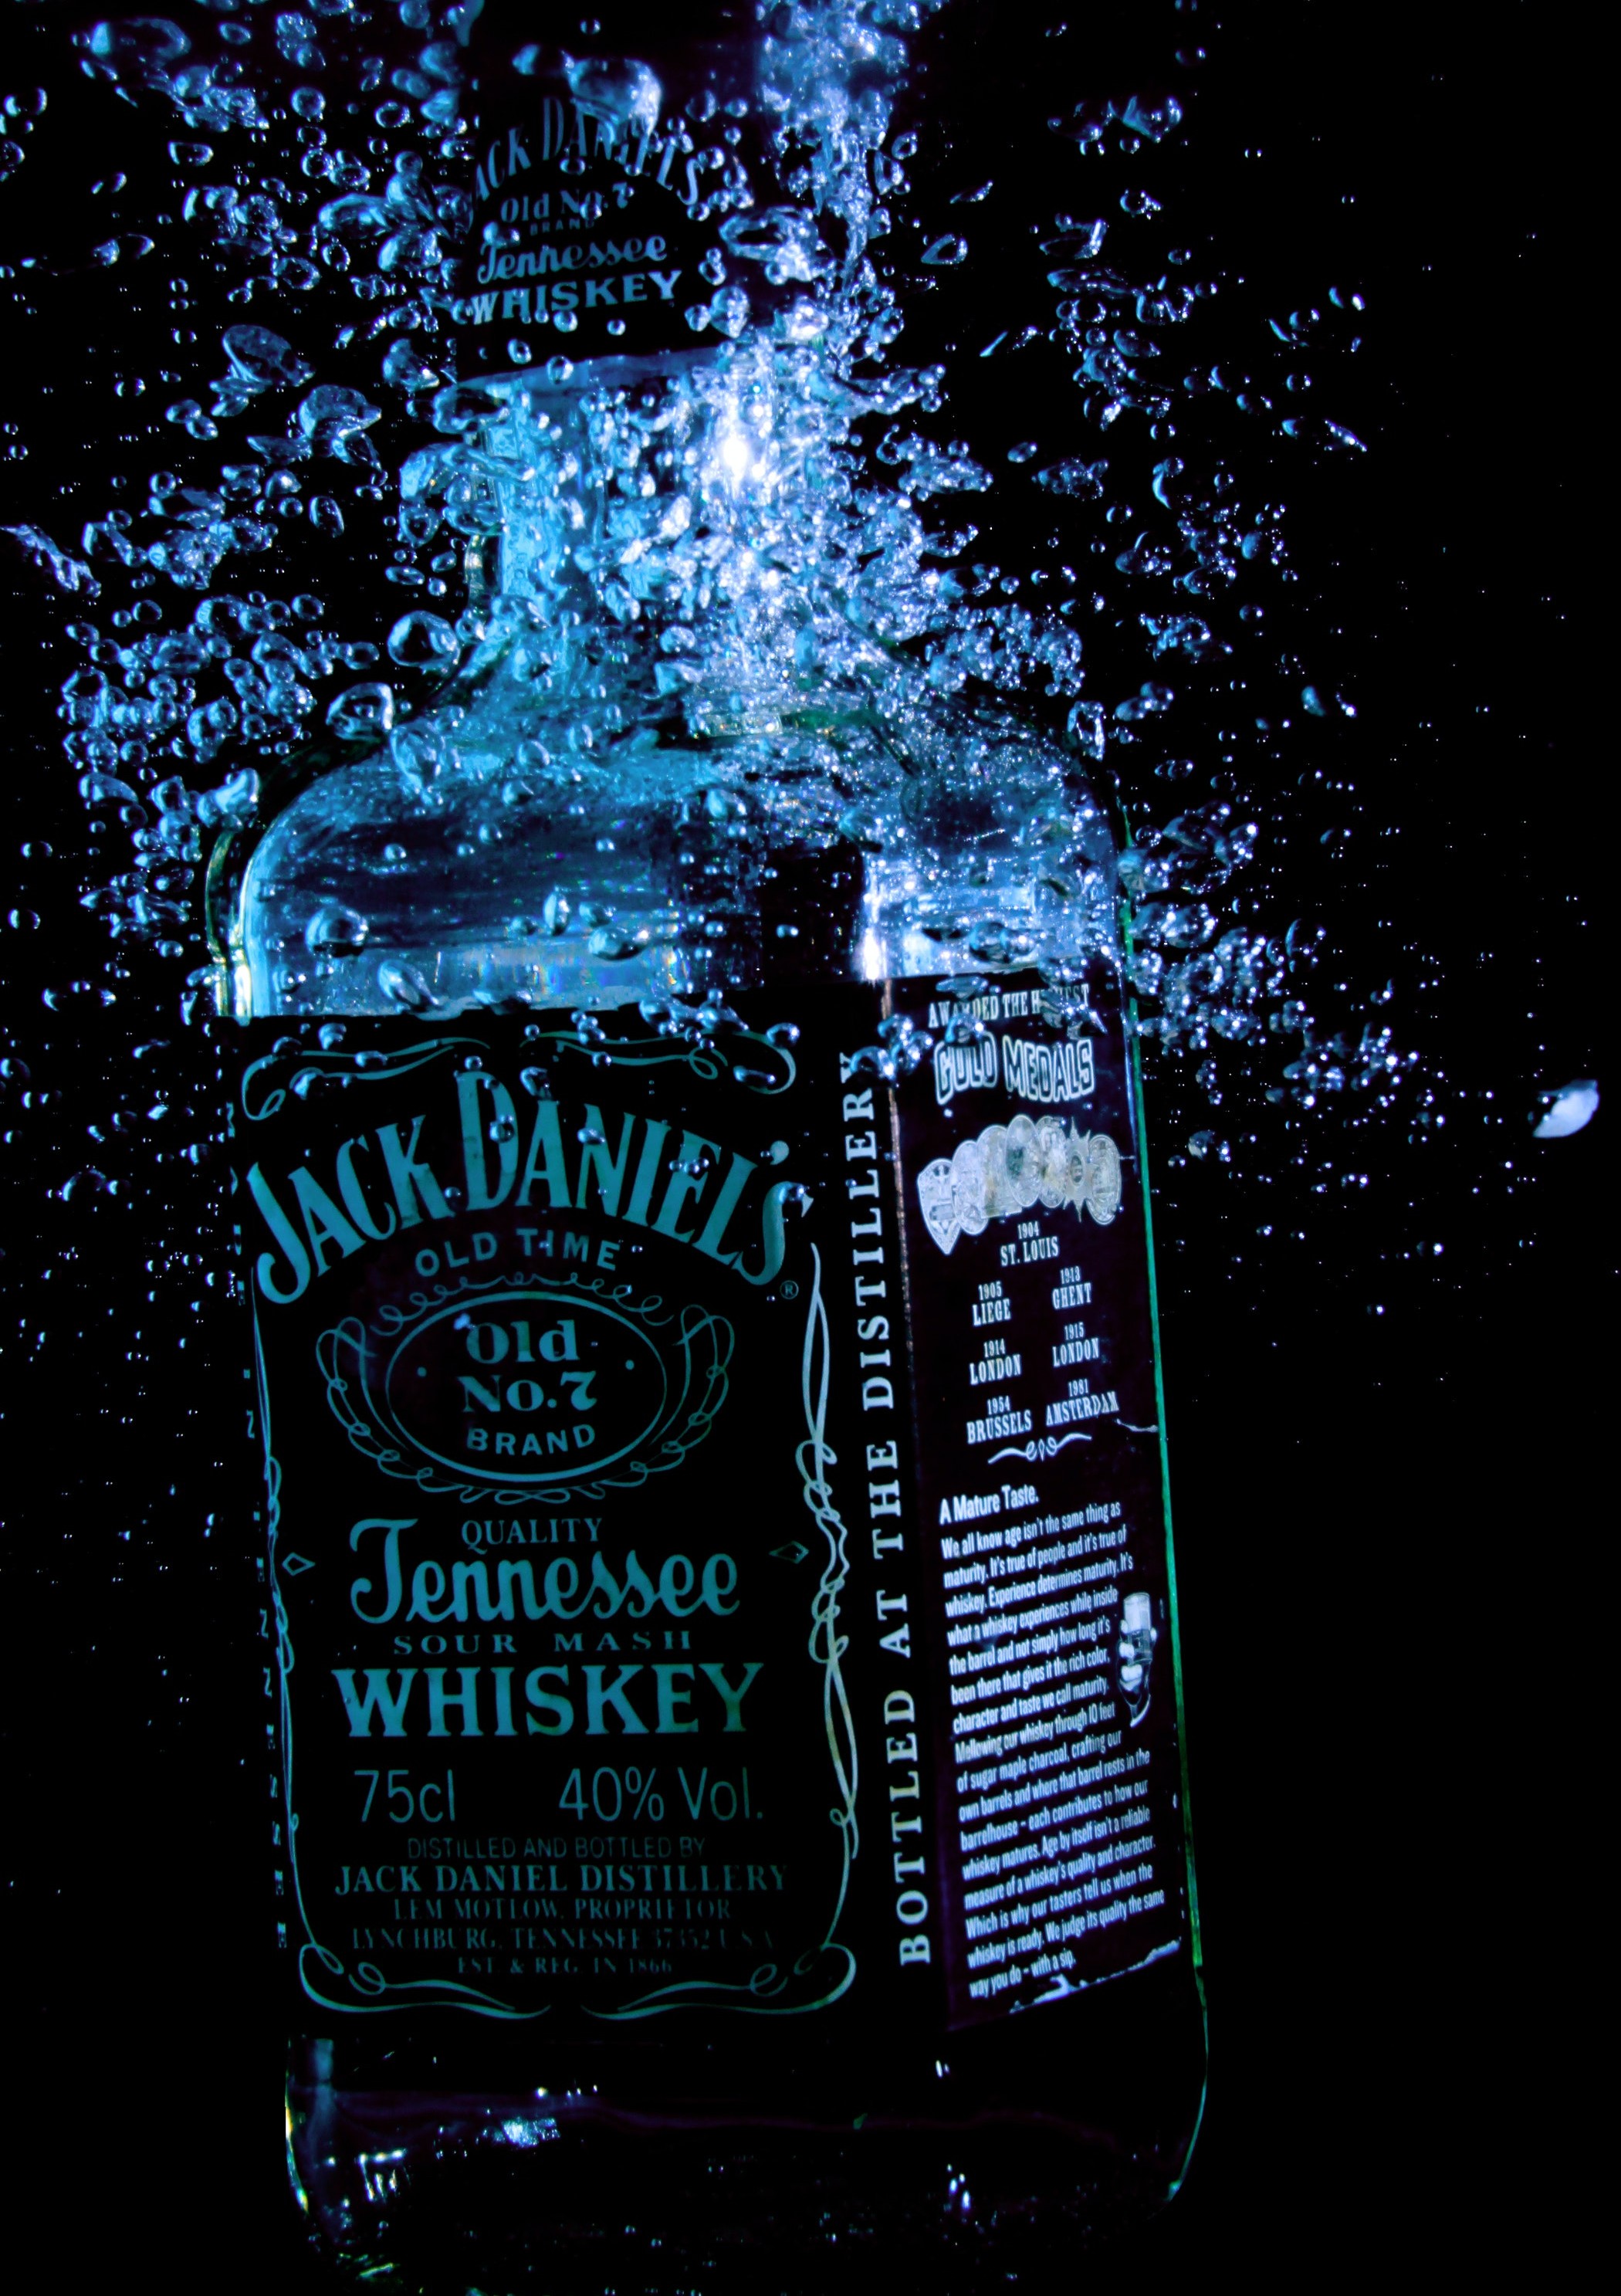 JACK DANIEL'S
Old No.7
BRAND
Tennessee
WHISKEY
JACK DANIEL'S
®
OLD TIME
Old
No.7
BRAND
QUALITY
Tennessee
SOUR MASH
WHISKEY
75cl 40% Vol.
DISTILLED AND BOTTLED BY
JACK DANIEL DISTILLERY
LEM MOTLOW, PROPRIETOR
LYNCHBURG, TENNESSEE 37352 U.S.A.
EST. & REG. IN 1866
BOTTLED AT THE DISTILLERY
AWARDED THE HIGHEST
GOLD MEDALS
1904
ST. LOUIS
1905 1913
LIEGE GHENT
1914 1915
LONDON LONDON
1954 1981
BRUSSELS AMSTERDAM
A Mature Taste.
We all know age isn't the same thing as
maturity. It's true of people and it's true of
whiskey. Experience determines maturity. It's
what a whiskey experiences while inside
the barrel and not simply how long it's
been there that gives it the rich color,
character and taste we call maturity.
Mellowing our whiskey through 10 feet
of sugar maple charcoal, crafting our
own barrels and where that barrel rests in the
barrelhouse – each contributes to how our
whiskey matures. Age by itself isn't a reliable
measure of a whiskey's quality and character.
Which is why our tasters tell us when the
whiskey is ready. We judge its quality the same
way you do – with a sip.